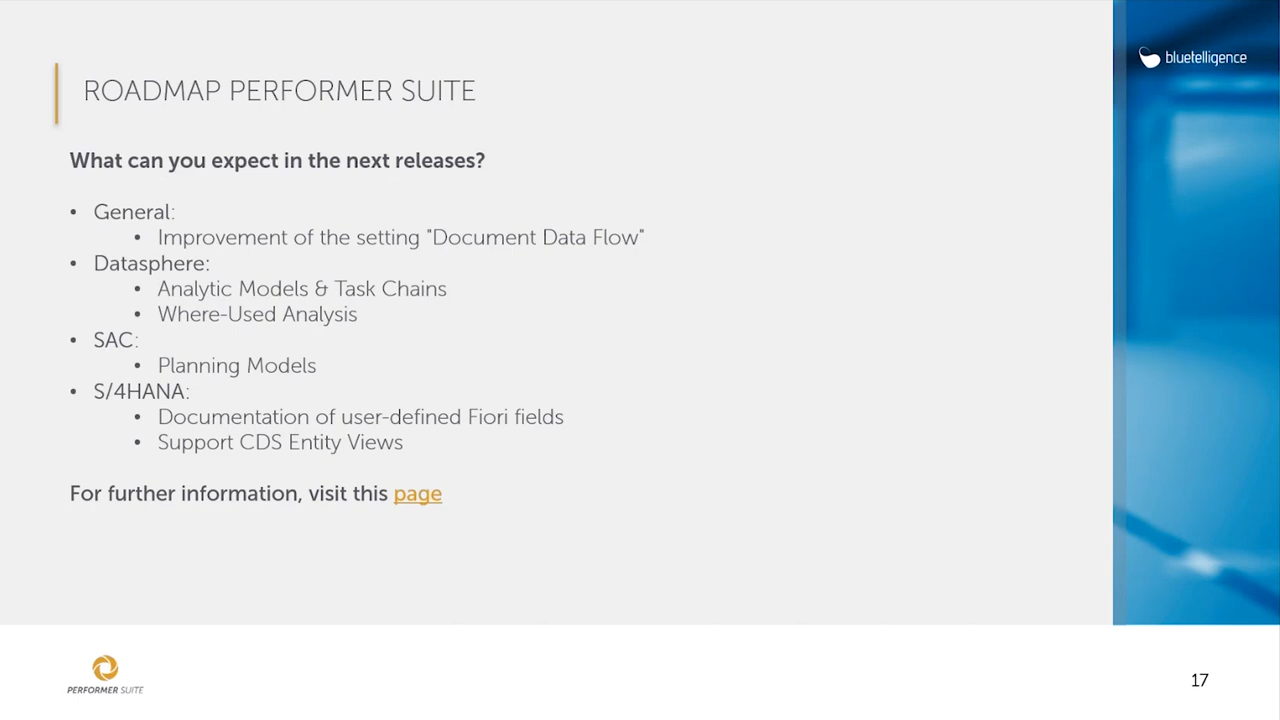 bluetelligence
ROADMAP PERFORMER SUITE
What can you expect in the next releases?
• General:
• Improvement of the setting "Document Data Flow"
• Datasphere:
• Analytic Models & Task Chains
• Where-Used Analysis
• SAC:
• Planning Models
• S/4HANA:
• Documentation of user-defined Fiori fields
• Support CDS Entity Views
For further information, visit this page
PERFORMER SUITE
17